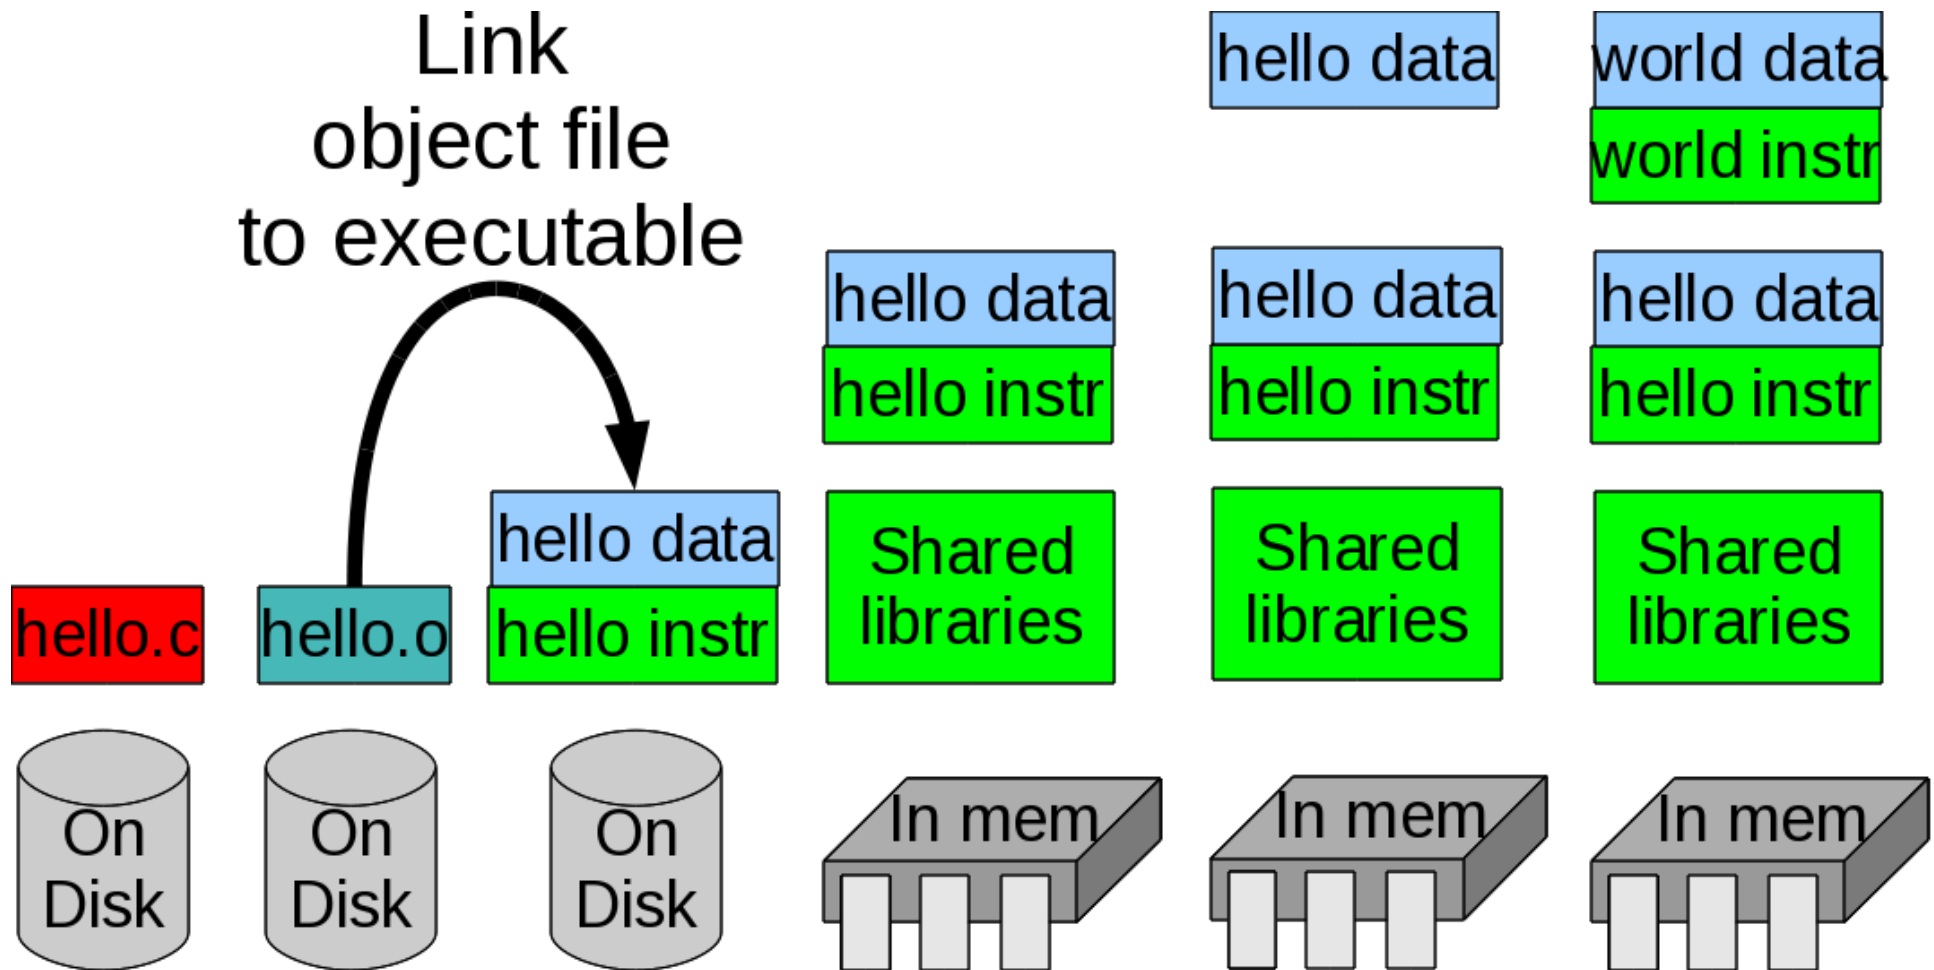 Link
object file
to executable
hello data
world data
world instr
hello data
hello data
hello data
hello instr
hello instr
hello instr
hello data
Shared
libraries
Shared
libraries
Shared
libraries
hello.c
hello.o
hello instr
On
Disk
On
Disk
On
Disk
In mem
In mem
In mem